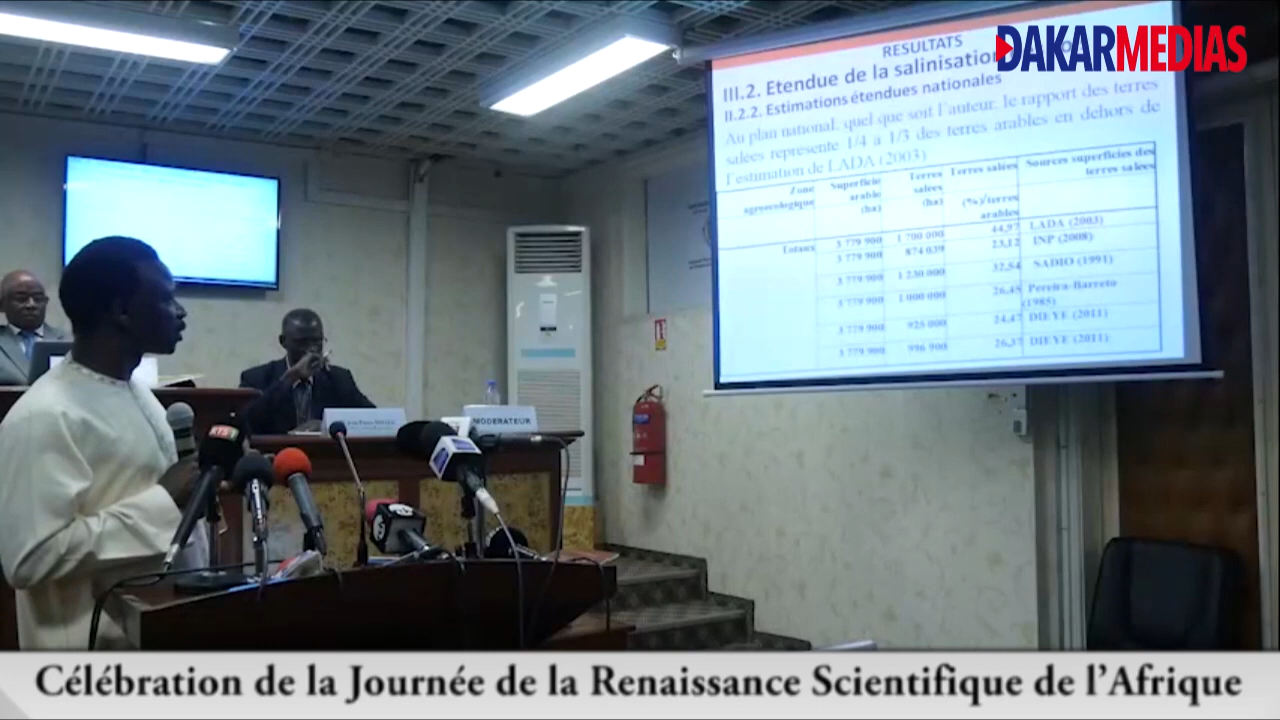 DAKARMEDIAS
RESULTATS
III.2. Etendue de la salinisation
II.2.2. Estimations étendues nationales
Au plan national, quel que soit l'auteur, le rapport des terres
salées représente 1/4 à 1/3 des terres arables en dehors de
l'estimation de LADA (2003)
Zone agroecologique Superficie arable (ha) Terres salées (ha) Terres salées (%)/terres arables Sources superficies des terres salées
Totaux 3 779 900 1 700 000 44,97 LADA (2003)
3 779 900 874 039 23,12 INP (2008)
3 779 900 1 230 000 32,54 SADIO (1991)
3 779 900 1 000 000 26,45 Pereira-Barreto (1985)
3 779 900 925 000 24,47 DIEYE (2011)
3 779 900 996 900 26,37 DIEYE (2011)
MODERATEUR
Célébration de la Journée de la Renaissance Scientifique de l'Afrique